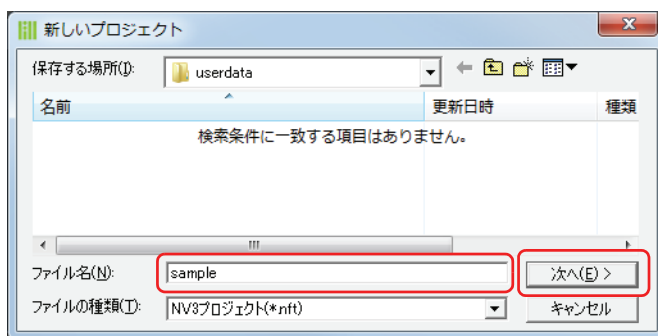 新しいプロジェクト
保存する場所(I): userdata
名前 更新日時 種類
検索条件に一致する項目はありません。
ファイル名(N): sample 次へ(E) >
ファイルの種類(T): NV3プロジェクト(*.nft) キャンセル